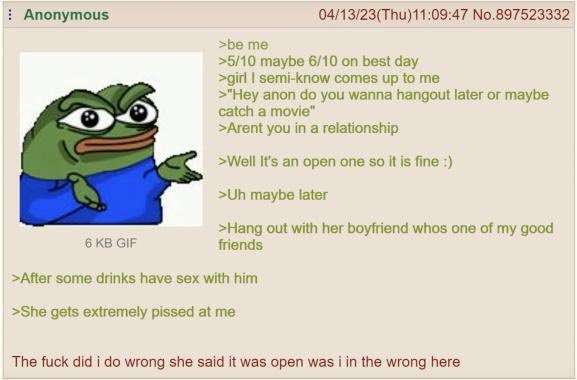 Anonymous 04/13/23(Thu)11:09:47 No.897523332
>be me
>5/10 maybe 6/10 on best day
>girl I semi-know comes up to me
>"Hey anon do you wanna hangout later or maybe
catch a movie"
>Arent you in a relationship
>Well It's an open one so it is fine :)
>Uh maybe later
>Hang out with her boyfriend whos one of my good
friends
6 KB GIF
>After some drinks have sex with him
>She gets extremely pissed at me
The fuck did i do wrong she said it was open was i in the wrong here